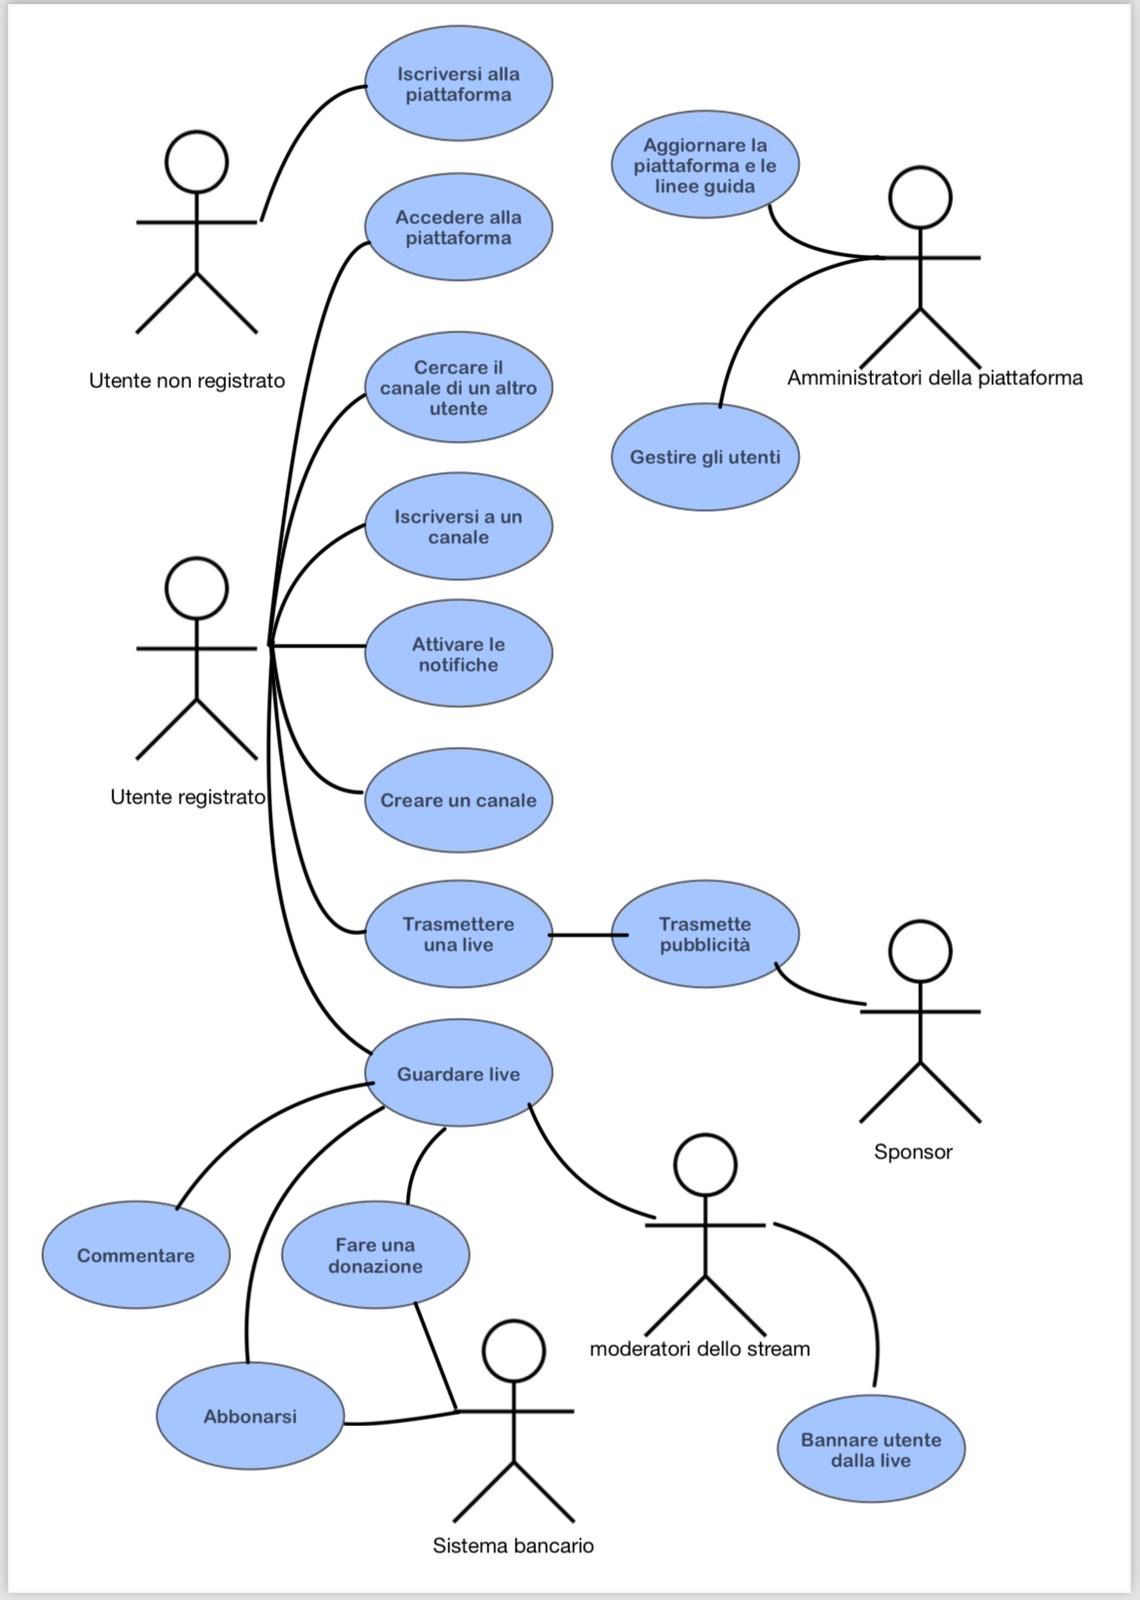 Iscriversi alla
piattaforma
Aggiornare la
piattaforma e le
linee guida
Accedere alla
piattaforma
Utente non registrato
Amministratori della piattaforma
Cercare il
canale di un altro
utente
Gestire gli utenti
Iscriversi a un
canale
Attivare le
notifiche
Utente registrato
Creare un canale
Trasmettere
una live
Trasmette
pubblicità
Guardare live
Sponsor
Commentare
Fare una
donazione
moderatori dello stream
Abbonarsi
Bannare utente
dalla live
Sistema bancario